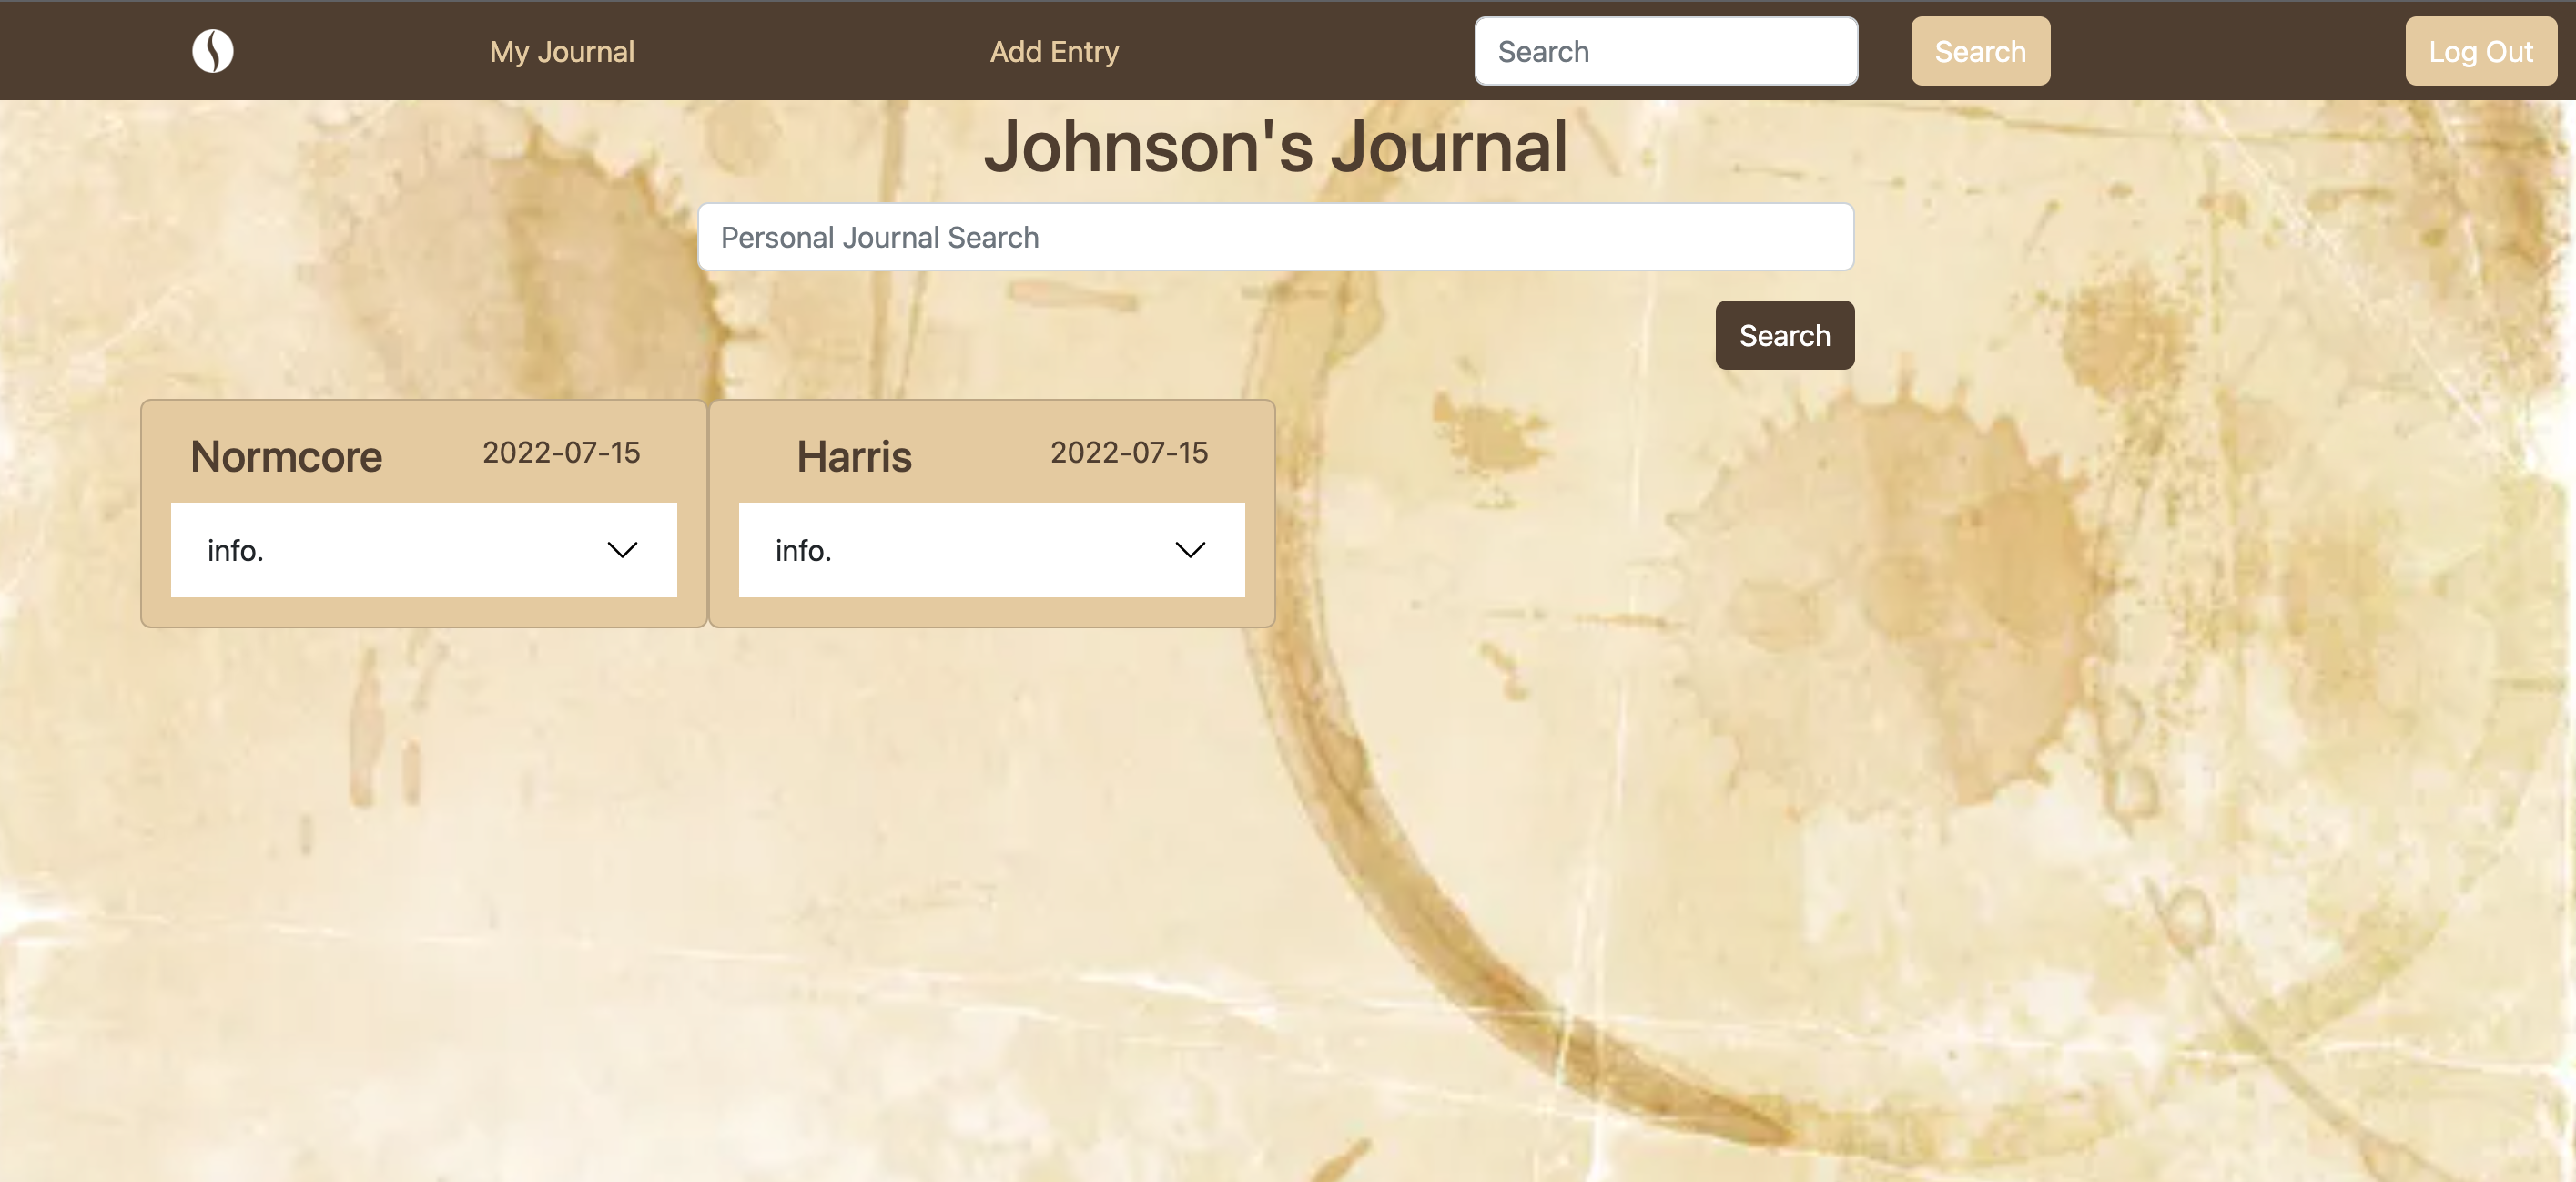 My Journal
Add Entry
Search
Search
Log Out
Johnson's Journal
Personal Journal Search
Search
Normcore
2022-07-15
Harris
2022-07-15
info.
info.